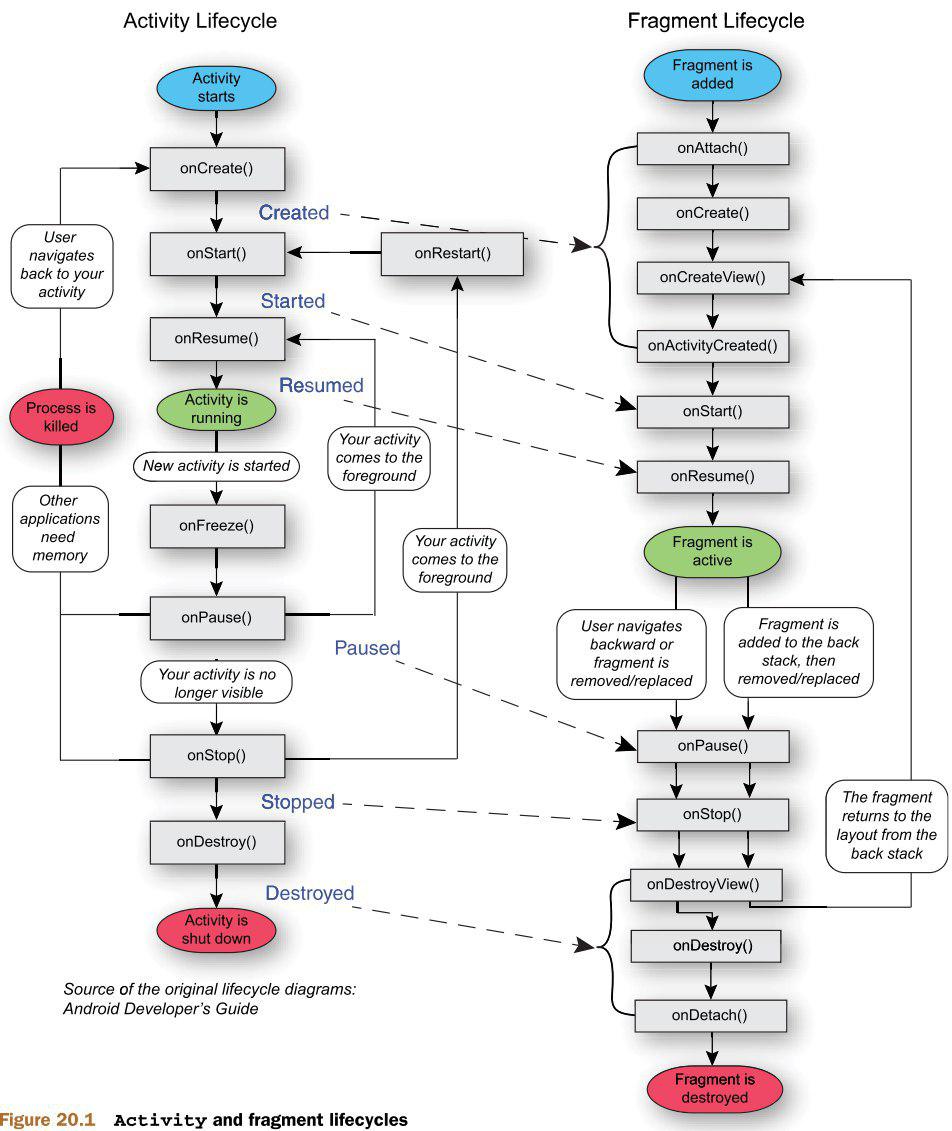 Activity Lifecycle
Activity
starts
onCreate()
User
navigates
back to your
activity
Created
onStart()
onRestart()
Started
onResume()
Resumed
Process is
killed
Activity is
running
Your activity
comes to the
foreground
New activity is started
Other
applications
need
memory
onFreeze()
Your activity
comes to the
foreground
onPause()
Paused
Your activity is no
longer visible
onStop()
Stopped
onDestroy()
Destroyed
Activity is
shut down
Source of the original lifecycle diagrams:
Android Developer's Guide
Fragment Lifecycle
Fragment is
added
onAttach()
onCreate()
onCreateView()
onActivityCreated()
onStart()
onResume()
Fragment is
active
User navigates
backward or
fragment is
removed/replaced
Fragment is
added to the back
stack, then
removed/replaced
onPause()
onStop()
The fragment
returns to the
layout from the
back stack
onDestroyView()
onDestroy()
onDetach()
Fragment is
destroyed
Figure 20.1 Activity and fragment lifecycles